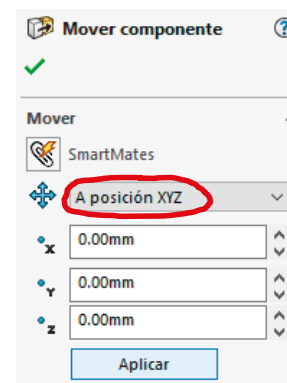 Mover componente
Mover
SmartMates
A posición XYZ
X 0.00mm
Y 0.00mm
Z 0.00mm
Aplicar